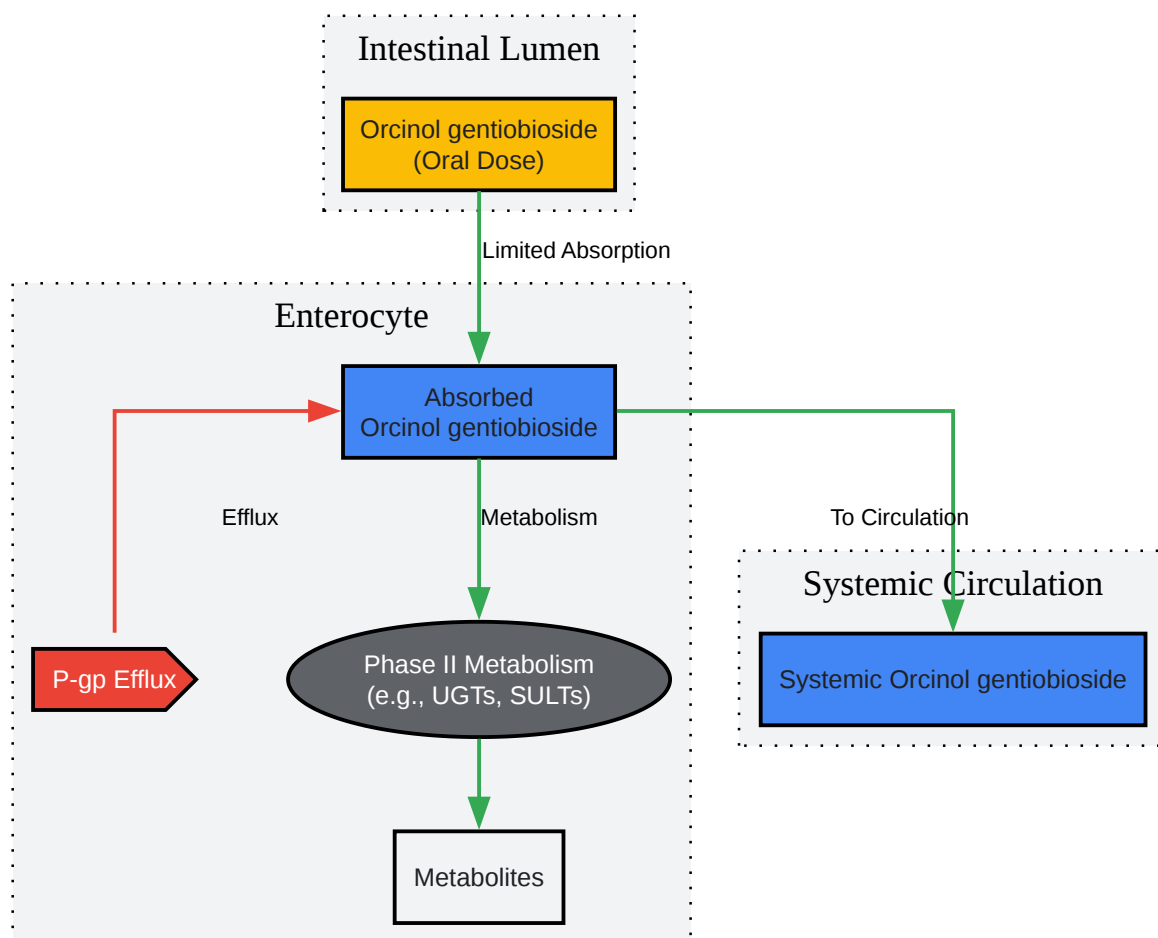 Intestinal Lumen
Orcinol gentiobioside
(Oral Dose)
Limited Absorption
Enterocyte
Absorbed
Orcinol gentiobioside
Efflux
Metabolism
To Circulation
Systemic Circulation
P-gp Efflux
Phase II Metabolism
(e.g., UGTs, SULTs)
Systemic Orcinol gentiobioside
Metabolites